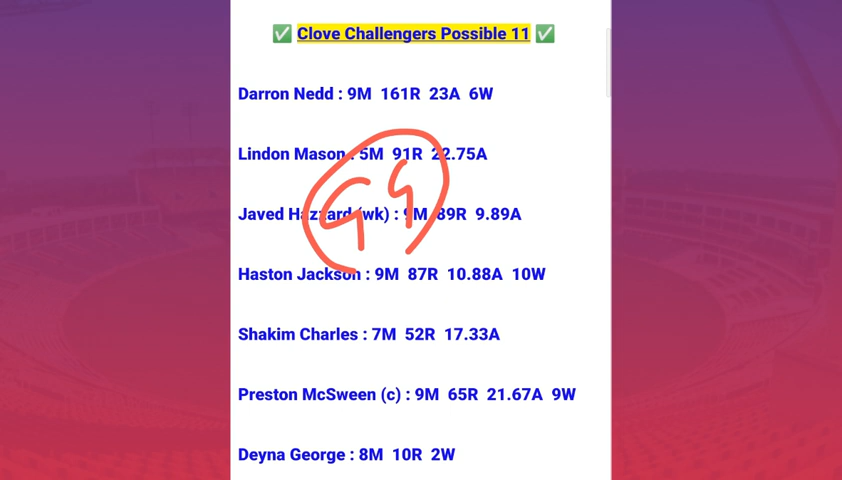 ✅ Clove Challengers Possible 11 ✅
Darron Nedd : 9M 161R 23A 6W
Lindon Mason : 5M 91R 22.75A
Javed Hazzard (wk) : 9M 89R 9.89A
Haston Jackson : 9M 87R 10.88A 10W
Shakim Charles : 7M 52R 17.33A
Preston McSween (c) : 9M 65R 21.67A 9W
Deyna George : 8M 10R 2W